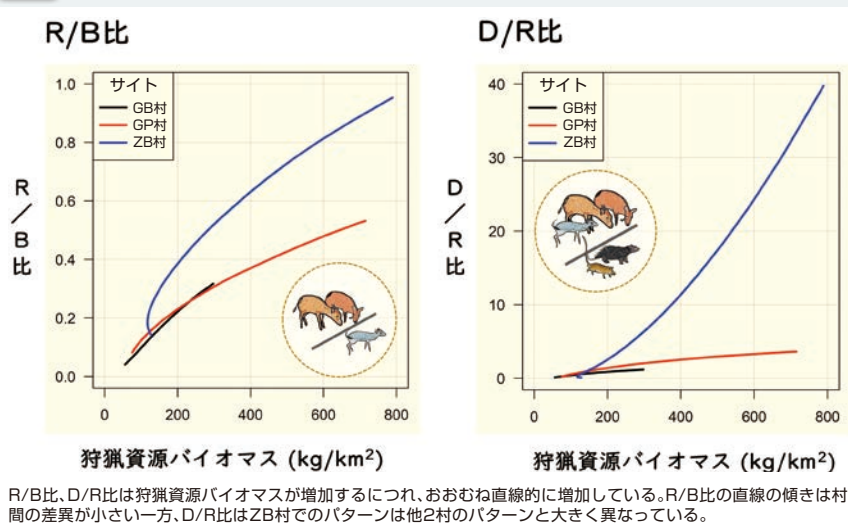 R/B比
D/R比
サイト
GB村
GP村
ZB村
1.0
0.8
0.6
0.4
0.2
0.0
R/B比
0
200
400
600
800
狩猟資源バイオマス (kg/km²)
サイト
GB村
GP村
ZB村
40
30
20
10
0
D/R比
0
200
400
600
800
狩猟資源バイオマス (kg/km²)
R/B比、D/R比は狩猟資源バイオマスが増加するにつれ、おおむね直線的に増加している。R/B比の直線の傾きは村
間の差異が小さい一方、D/R比はZB村でのパターンは他2村のパターンと大きく異なっている。